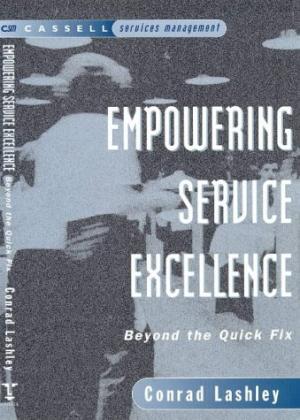 csm CASSELL services management
EMPOWERING
SERVICE
EXCELLENCE
Beyond the Quick Fix
Conrad Lashley
EMPOWERING SERVICE EXCELLENCE
Beyond the Quick Fix
Conrad Lashley